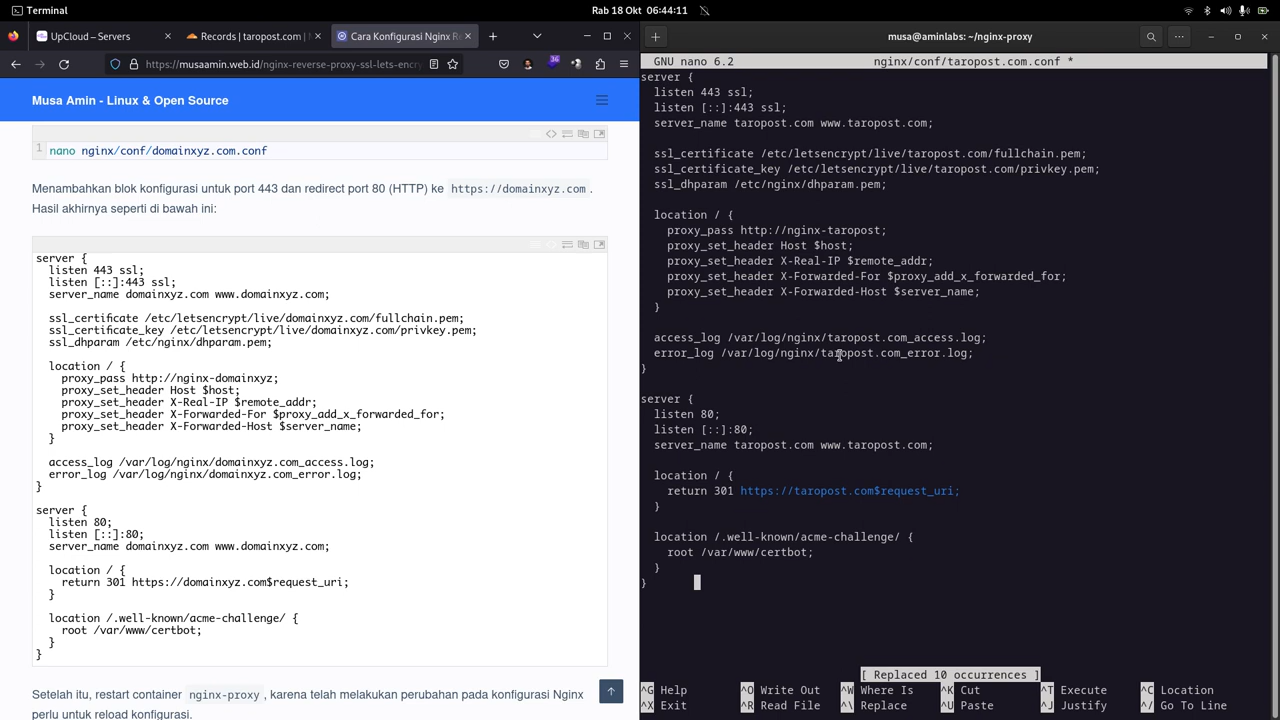 Terminal
Rab 18 Okt 06:44:11
UpCloud – Servers
Records | taropost.com |
Cara Konfigurasi Nginx Re
https://musaamin.web.id/nginx-reverse-proxy-ssl-lets-encry
Musa Amin - Linux & Open Source
1 nano nginx/conf/domainxyz.com.conf
Menambahkan blok konfigurasi untuk port 443 dan redirect port 80 (HTTP) ke https://domainxyz.com .
Hasil akhirnya seperti di bawah ini:
server {
listen 443 ssl;
listen [::]:443 ssl;
server_name domainxyz.com www.domainxyz.com;
ssl_certificate /etc/letsencrypt/live/domainxyz.com/fullchain.pem;
ssl_certificate_key /etc/letsencrypt/live/domainxyz.com/privkey.pem;
ssl_dhparam /etc/nginx/dhparam.pem;
location / {
proxy_pass http://nginx-domainxyz;
proxy_set_header Host $host;
proxy_set_header X-Real-IP $remote_addr;
proxy_set_header X-Forwarded-For $proxy_add_x_forwarded_for;
proxy_set_header X-Forwarded-Host $server_name;
}
access_log /var/log/nginx/domainxyz.com_access.log;
error_log /var/log/nginx/domainxyz.com_error.log;
}
server {
listen 80;
listen [::]:80;
server_name domainxyz.com www.domainxyz.com;
location / {
return 301 https://domainxyz.com$request_uri;
}
location /.well-known/acme-challenge/ {
root /var/www/certbot;
}
}
Setelah itu, restart container nginx-proxy , karena telah melakukan perubahan pada konfigurasi Nginx
perlu untuk reload konfigurasi.
musa@aminlabs: ~/nginx-proxy
GNU nano 6.2 nginx/conf/taropost.com.conf *
server {
listen 443 ssl;
listen [::]:443 ssl;
server_name taropost.com www.taropost.com;
ssl_certificate /etc/letsencrypt/live/taropost.com/fullchain.pem;
ssl_certificate_key /etc/letsencrypt/live/taropost.com/privkey.pem;
ssl_dhparam /etc/nginx/dhparam.pem;
location / {
proxy_pass http://nginx-taropost;
proxy_set_header Host $host;
proxy_set_header X-Real-IP $remote_addr;
proxy_set_header X-Forwarded-For $proxy_add_x_forwarded_for;
proxy_set_header X-Forwarded-Host $server_name;
}
access_log /var/log/nginx/taropost.com_access.log;
error_log /var/log/nginx/taropost.com_error.log;
}
server {
listen 80;
listen [::]:80;
server_name taropost.com www.taropost.com;
location / {
return 301 https://taropost.com$request_uri;
}
location /.well-known/acme-challenge/ {
root /var/www/certbot;
}
}
[ Replaced 10 occurrences ]
^G Help ^O Write Out ^W Where Is ^K Cut ^T Execute ^C Location
^X Exit ^R Read File ^\ Replace ^U Paste ^J Justify ^/ Go To Line